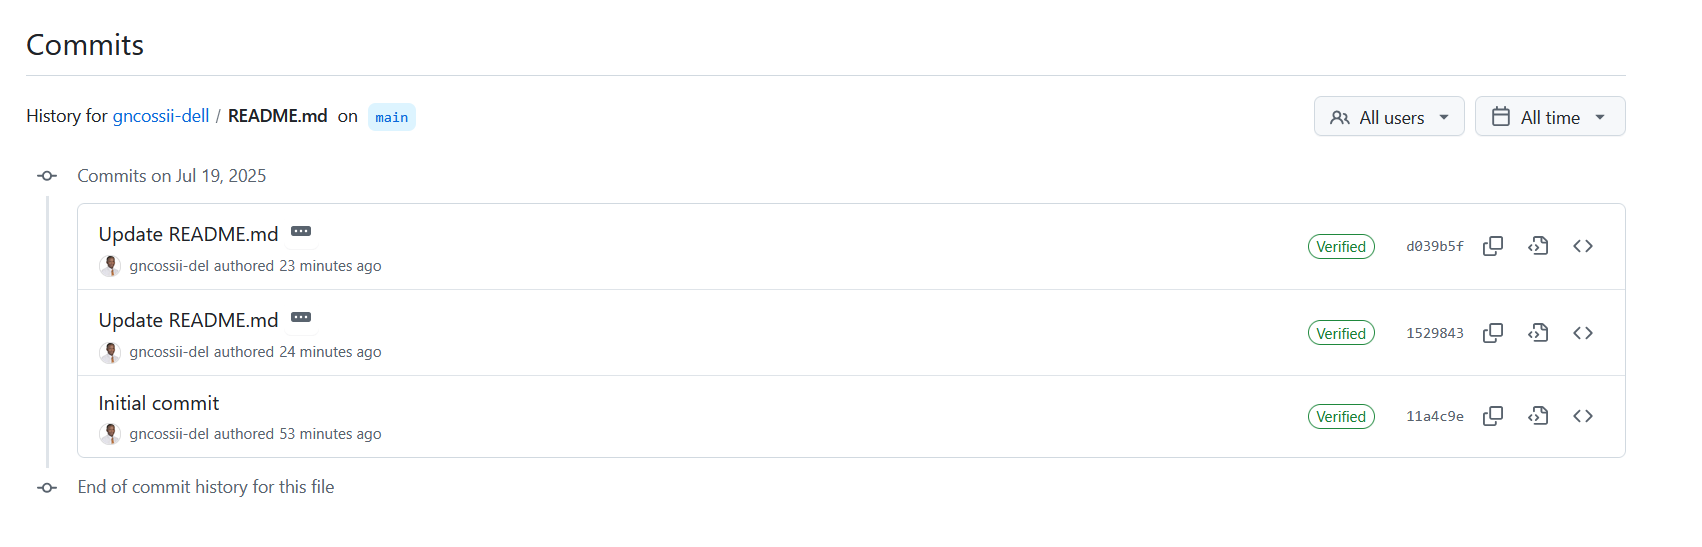 Commits
History for gncossii-dell / README.md on main
All users
All time
Commits on Jul 19, 2025
Update README.md
gncossii-del authored 23 minutes ago
Verified
d039b5f
Update README.md
gncossii-del authored 24 minutes ago
Verified
1529843
Initial commit
gncossii-del authored 53 minutes ago
Verified
11a4c9e
End of commit history for this file